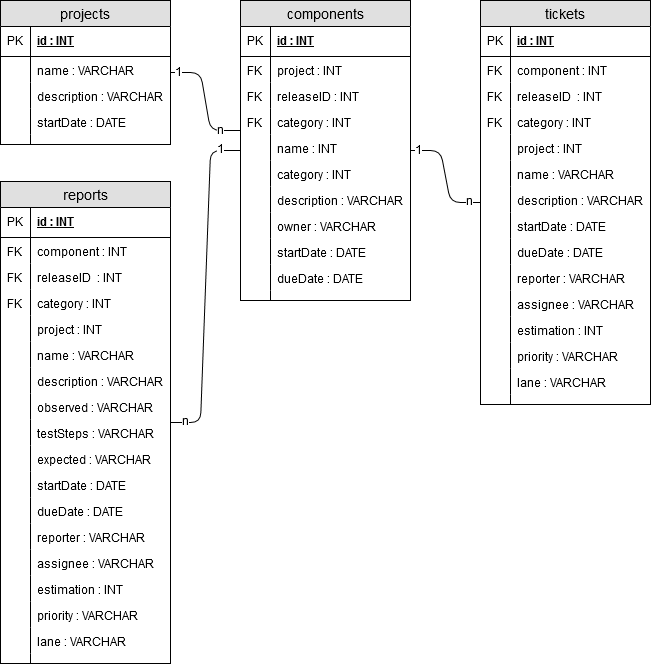 projects
PK id : INT
name : VARCHAR
description : VARCHAR
startDate : DATE
reports
PK id : INT
FK component : INT
FK releaseID : INT
FK category : INT
project : INT
name : VARCHAR
description : VARCHAR
observed : VARCHAR
testSteps : VARCHAR
expected : VARCHAR
startDate : DATE
dueDate : DATE
reporter : VARCHAR
assignee : VARCHAR
estimation : INT
priority : VARCHAR
lane : VARCHAR
1
n
1
n
components
PK id : INT
FK project : INT
FK releaseID : INT
FK category : INT
name : INT
category : INT
description : VARCHAR
owner : VARCHAR
startDate : DATE
dueDate : DATE
1
n
tickets
PK id : INT
FK component : INT
FK releaseID : INT
FK category : INT
project : INT
name : VARCHAR
description : VARCHAR
startDate : DATE
dueDate : DATE
reporter : VARCHAR
assignee : VARCHAR
estimation : INT
priority : VARCHAR
lane : VARCHAR